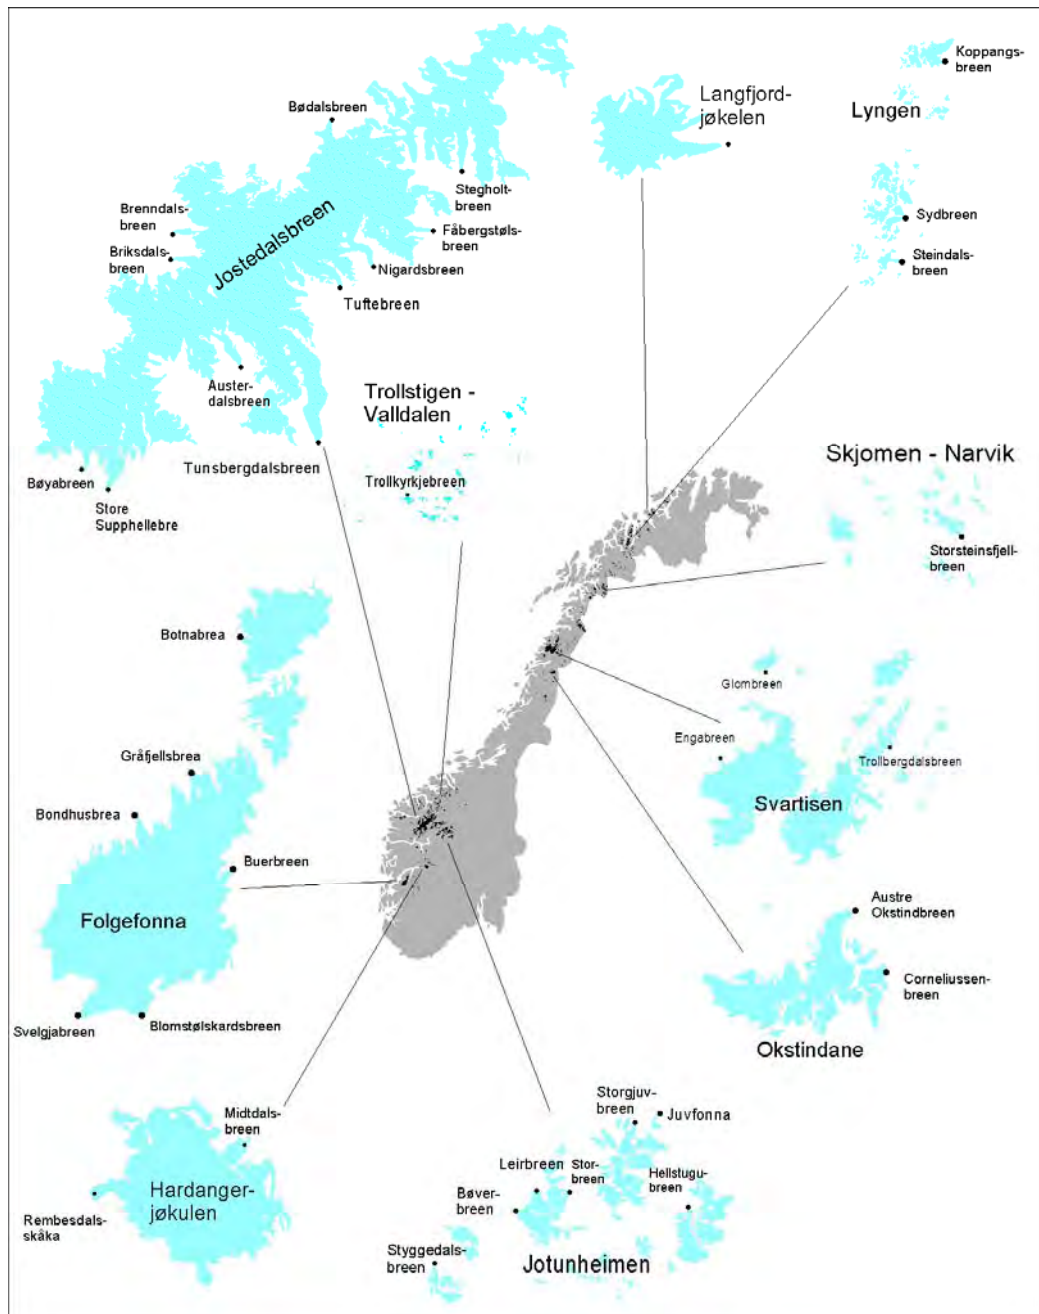 Koppangs-
breen
Langfjord-
jøkelen
Lyngen
Bødalsbreen
Stegholt-
breen
Brenndals-
breen
Sydbreen
Fåbergstøls-
breen
Briksdals-
breen
Jostedalsbreen
Steindals-
breen
Nigardsbreen
Tuftebreen
Auster-
dalsbreen
Trollstigen -
Valldalen
Tunsbergdalsbreen
Skjomen - Narvik
Bøyabreen
Trollkyrkjebreen
Store
Supphellebre
Storsteinsfjell-
breen
Botnabrea
Glombreen
Engabreen
Gråfjellsbrea
Trollbergdalsbreen
Svartisen
Bondhusbrea
Buerbreen
Austre
Okstindbreen
Folgefonna
Corneliussen-
breen
Svelgjabreen
Blomstølskardsbreen
Okstindane
Storgjuv-
breen
Juvfonna
Midtdals-
breen
Leirbreen
Stor-
breen
Hellstugu-
breen
Hardanger-
jøkulen
Bøver-
breen
Rembesdals-
skåka
Styggedals-
breen
Jotunheimen